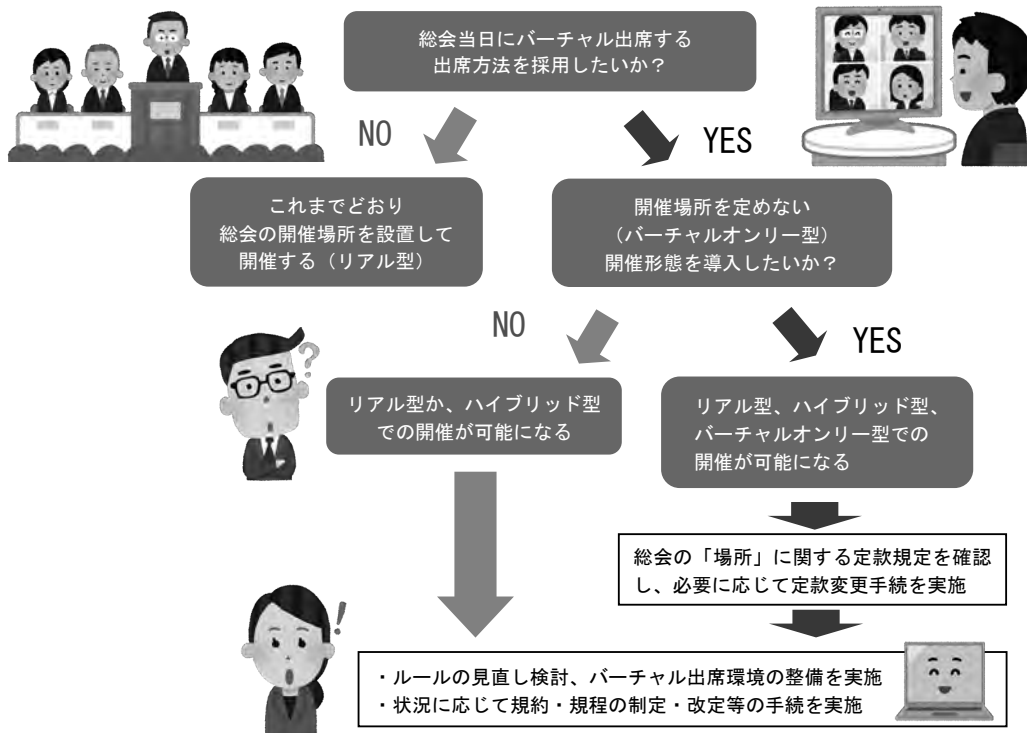 総会当日にバーチャル出席する
出席方法を採用したいか？
NO
YES
これまでどおり
総会の開催場所を設置して
開催する（リアル型）
開催場所を定めない
（バーチャルオンリー型）
開催形態を導入したいか？
NO
YES
?
リアル型か、ハイブリッド型
での開催が可能になる
リアル型、ハイブリッド型、
バーチャルオンリー型での
開催が可能になる
総会の「場所」に関する定款規定を確認
し、必要に応じて定款変更手続を実施
!
・ルールの見直し検討、バーチャル出席環境の整備を実施
・状況に応じて規約・規程の制定・改定等の手続を実施